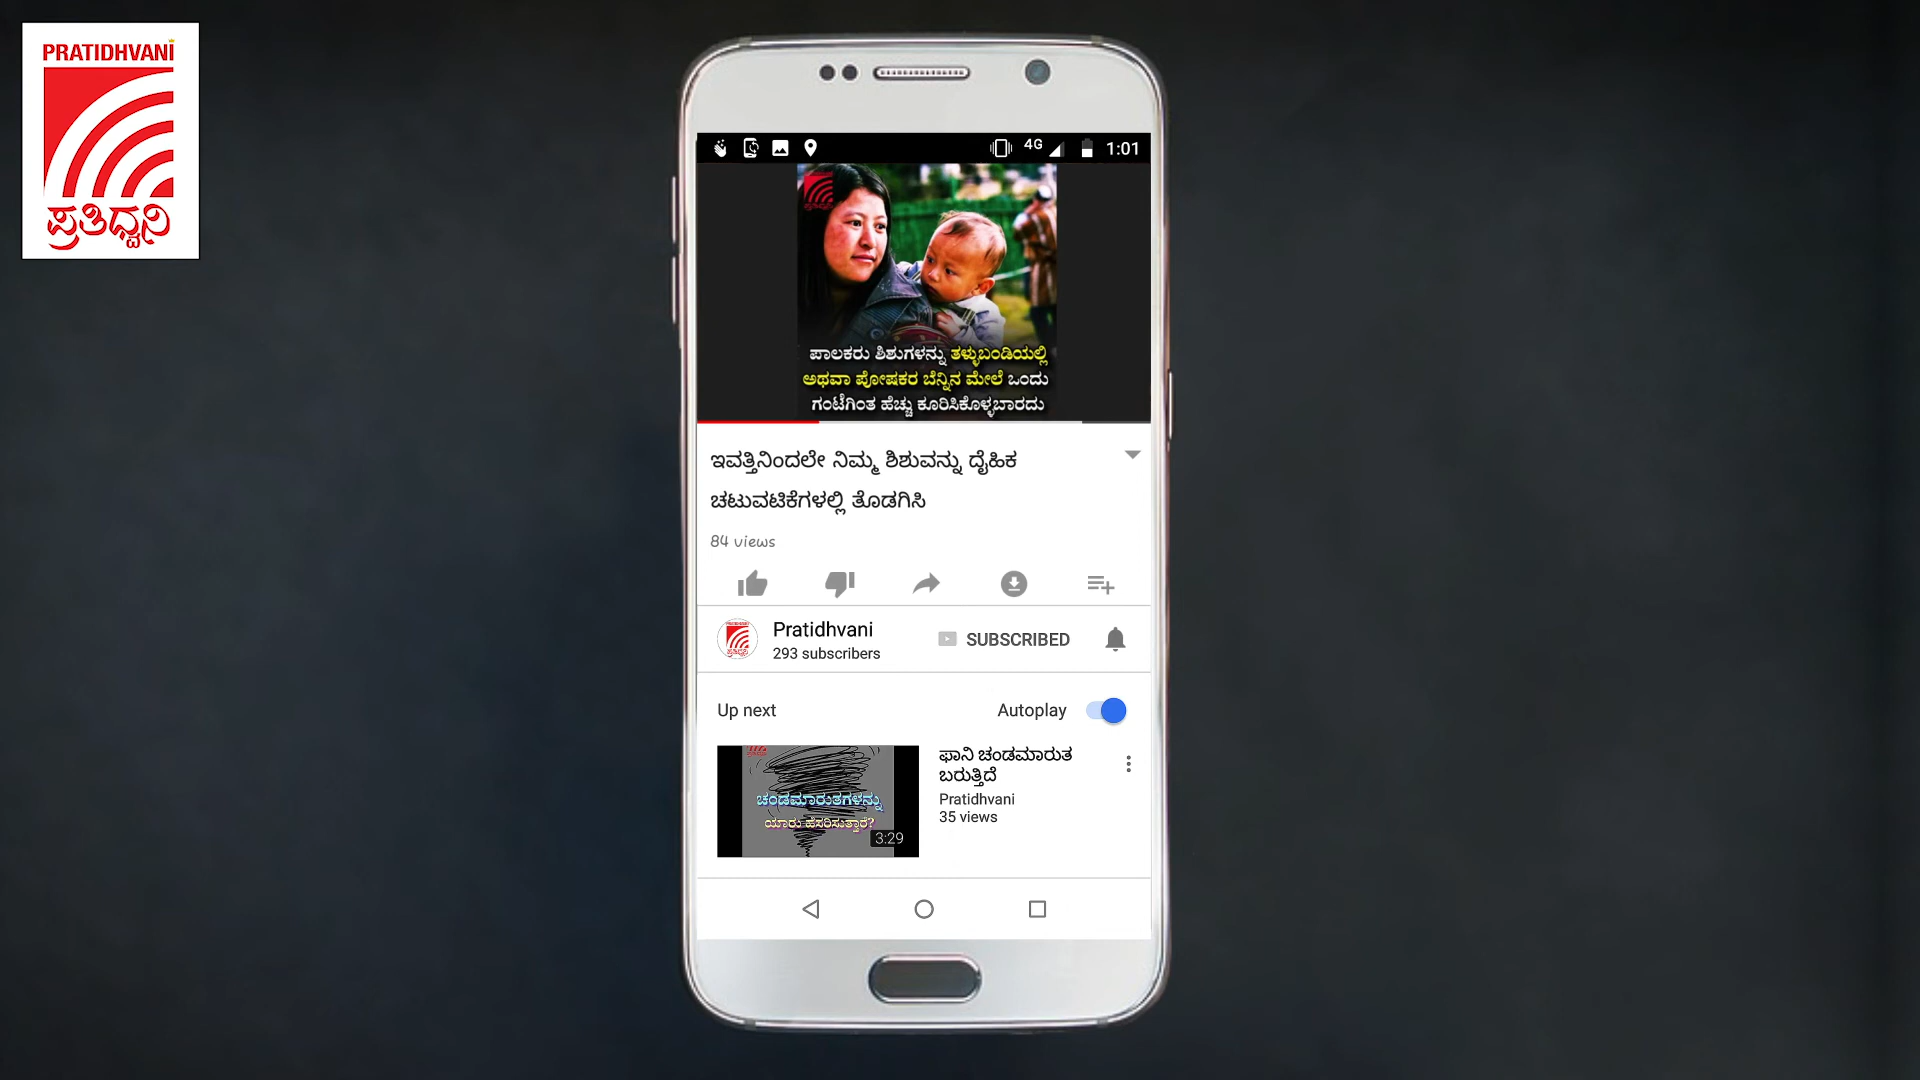 PRATIDHVANI
ಪ್ರತಿಧ್ವನಿ
4G 1:01
ಪಾಲಕರು ಶಿಶುಗಳನ್ನು ತಳ್ಳುಬಂಡಿಯಲ್ಲಿ
ಅಥವಾ ಪೋಷಕರ ಬೆನ್ನಿನ ಮೇಲೆ ಒಂದು
ಗಂಟೆಗಿಂತ ಹೆಚ್ಚು ಕೂರಿಸಿಕೊಳ್ಳಬಾರದು
ಇವತ್ತಿನಿಂದಲೇ ನಿಮ್ಮ ಶಿಶುವನ್ನು ದೈಹಿಕ
ಚಟುವಟಿಕೆಗಳಲ್ಲಿ ತೊಡಗಿಸಿ
84 views
Pratidhvani
293 subscribers
SUBSCRIBED
Up next
Autoplay
ಚಂಡಮಾರುತಗಳನ್ನು
ಯಾರು ಹೆಸರಿಸುತ್ತಾರೆ?
3:29
ಫಾನಿ ಚಂಡಮಾರುತ
ಬರುತ್ತಿದೆ
Pratidhvani
35 views